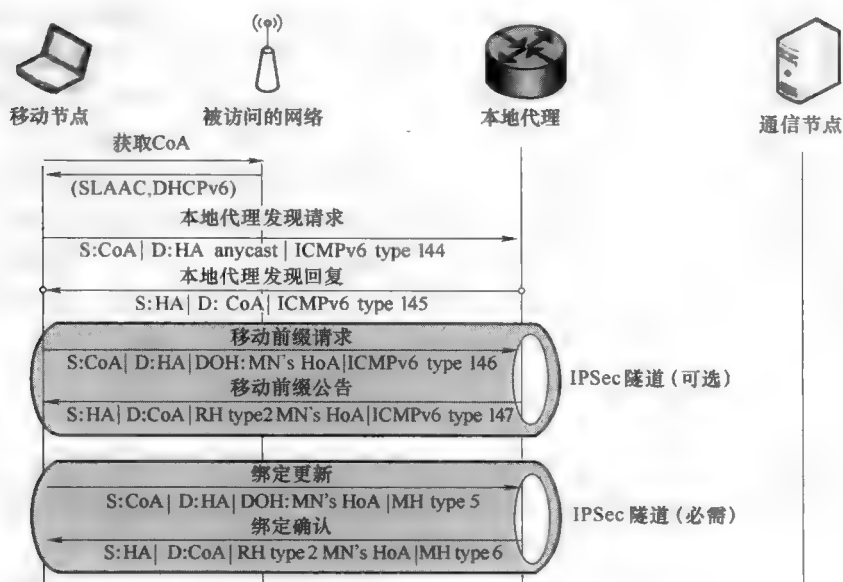 ((o))
移动节点
被访问的网络
本地代理
通信节点
获取CoA
(SLAAC,DHCPv6)
本地代理发现请求
S:CoA| D:HA anycast | ICMPv6 type 144
本地代理发现回复
S:HA| D: CoA| ICMPv6 type 145
移动前缀请求
S:CoA| D:HA|DOH:MN's HoA|ICMPv6 type 146
移动前缀公告
S:HA| D:CoA|RH type2 MN's HoA|ICMPv6 type 147
IPSec隧道(可选)
绑定更新
S:CoA| D:HA| DOH:MN's HoA |MH type 5
绑定确认
S:HA| D:CoA| RH type 2 MN's HoA|MH type 6
IPSec隧道(必需)